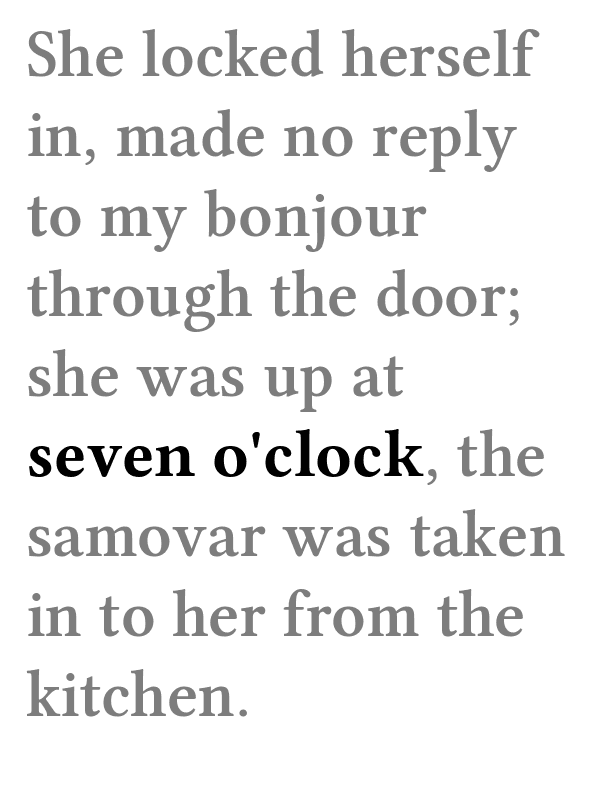 She locked herself
in, made no reply
to my bonjour
through the door;
she was up at
seven o'clock, the
samovar was taken
in to her from the
kitchen.